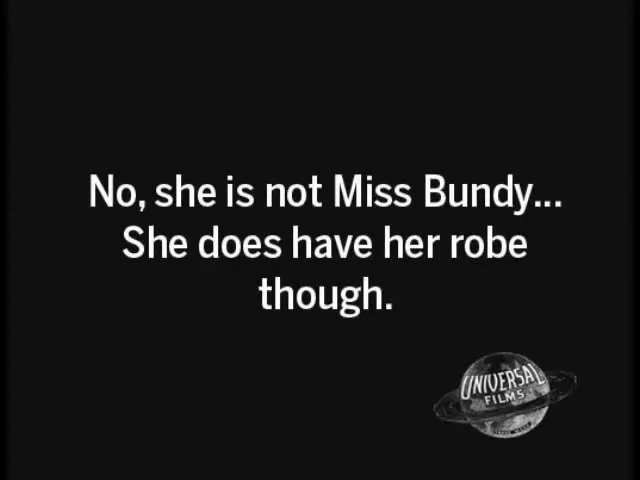 No, she is not Miss Bundy...
She does have her robe
though.
UNIVERSAL
FILMS